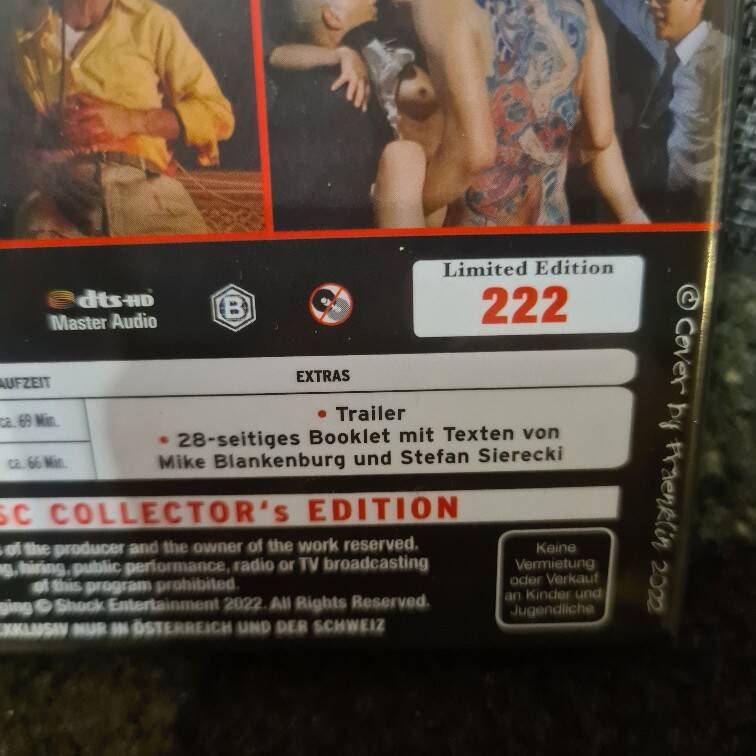 Limited Edition
222
dts-HD
Master Audio
B
AUFZEIT
EXTRAS
ca. 69 Min.
• Trailer
• 28-seitiges Booklet mit Texten von
ca. 66 Min.
Mike Blankenburg und Stefan Sierecki
SC COLLECTOR's EDITION
of the producer and the owner of the work reserved.
hiring, public performance, radio or TV broadcasting
of this program prohibited.
ging © Shock Entertainment 2022. All Rights Reserved.
EXKLUSIV NUR IN ÖSTERREICH UND DER SCHWEIZ
Keine
Vermietung
oder Verkauf
an Kinder und
Jugendliche
© Cover by 2022